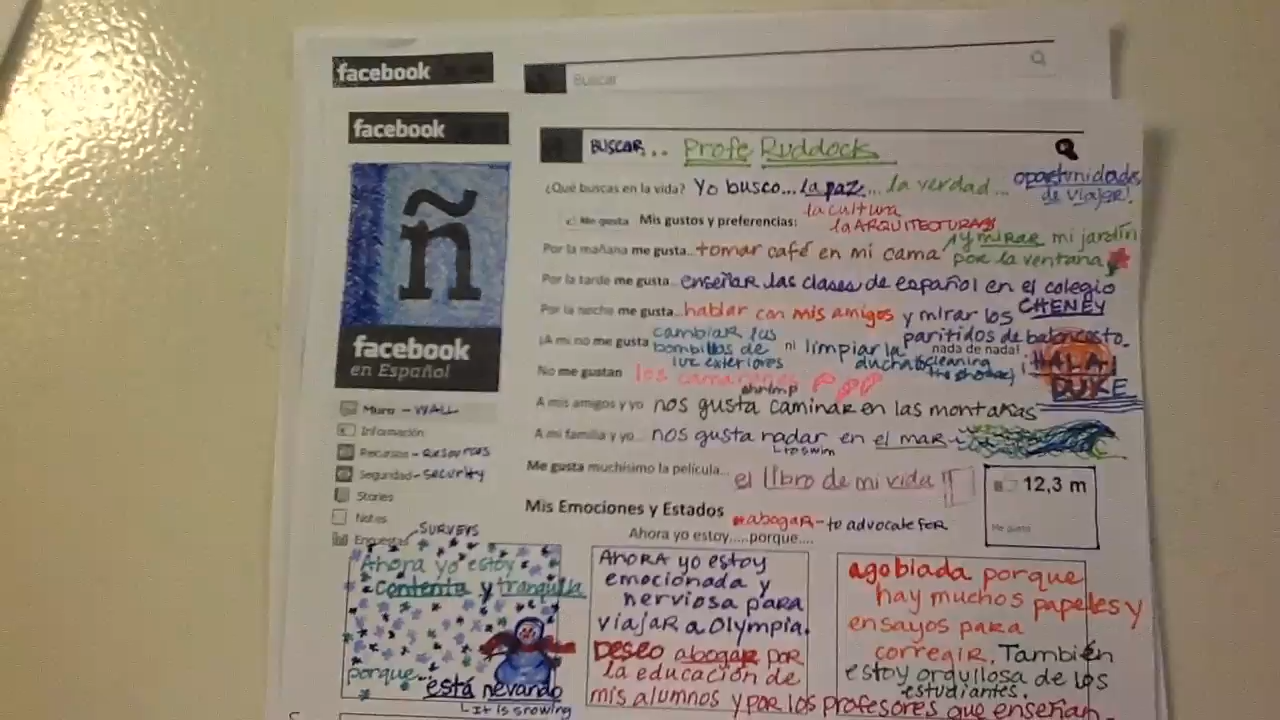 facebook
Buscar
facebook
BUSCAR... Profe Ruddock
ñ
facebook
en Español
¿Qué buscas en la vida? Yo busco... la paz... la verdad... oportunidades
de viajar!
la cultura
Me gusta Mis gustos y preferencias: la ARQUITECTURA
Por la mañana me gusta.. tomar café en mi cama y mirar mi jardín
por la ventana
Por la tarde me gusta... enseñar las clases de español en el colegio
CHENEY
Por la noche me gusta... hablar con mis amigos y mirar los
paritidos de baloncesto.
¡A mi no me gusta cambiar las
bombillos de ni limpiar la nada de nada!
luz exteriores ducha (cleaning
the shower)
¡HALA!
DUKE
No me gustan los camarones
shrimp
A mis amigos y yo nos gusta caminar en las montañas
A mi familia y yo... nos gusta nadar en el mar
to swim
Me gusta muchísimo la película... el libro de mi vida
12,3 m
Me gusta
Muro - WALL
Información
Recursos - RESOURCES
Seguridad - SECURITY
Stories
Notes
Encuestas SURVEYS
Mis Emociones y Estados
abogar - to advocate for
Ahora yo estoy.....porque....
Ahora yo estoy
contenta y tranquila
porque...
está nevando
It is snowing
AHORA yo estoy
emocionada y
nerviosa para
viajar a Olympia.
DESEO abogar por
la educación de
mis alumnos y por los profesores que enseñan.
agobiada porque
hay muchos papeles y
ensayos para
corregir. También
estoy orgullosa de los
estudiantes.